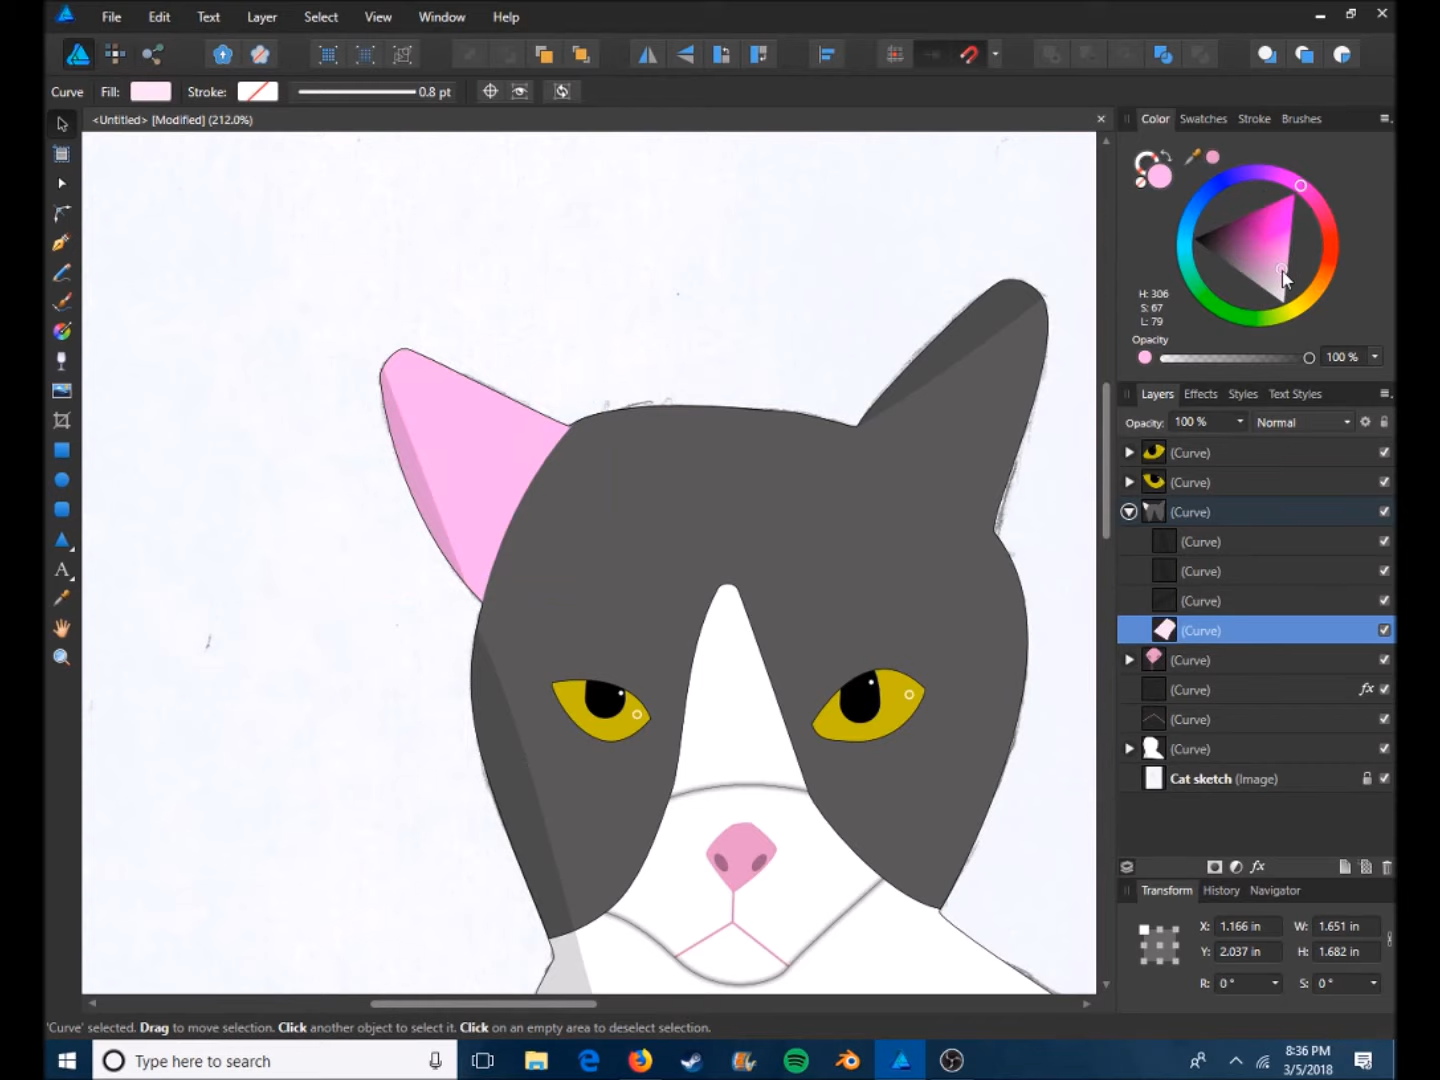 File Edit Text Layer Select View Window Help
Curve Fill: Stroke: 0.8 pt
<Untitled> [Modified] (212.0%)
Color Swatches Stroke Brushes
H: 306
S: 67
L: 79
Opacity
100 %
Layers Effects Styles Text Styles
Opacity: 100 % Normal
(Curve)
(Curve)
(Curve)
(Curve)
(Curve)
(Curve)
(Curve)
(Curve)
(Curve) fx
(Curve)
(Curve)
Cat sketch (Image)
fx
Transform History Navigator
X: 1.166 in W: 1.651 in
Y: 2.037 in H: 1.682 in
R: 0 ° S: 0 °
'Curve' selected. Drag to move selection. Click another object to select it. Click on an empty area to deselect selection.
Type here to search
8:36 PM
3/5/2018